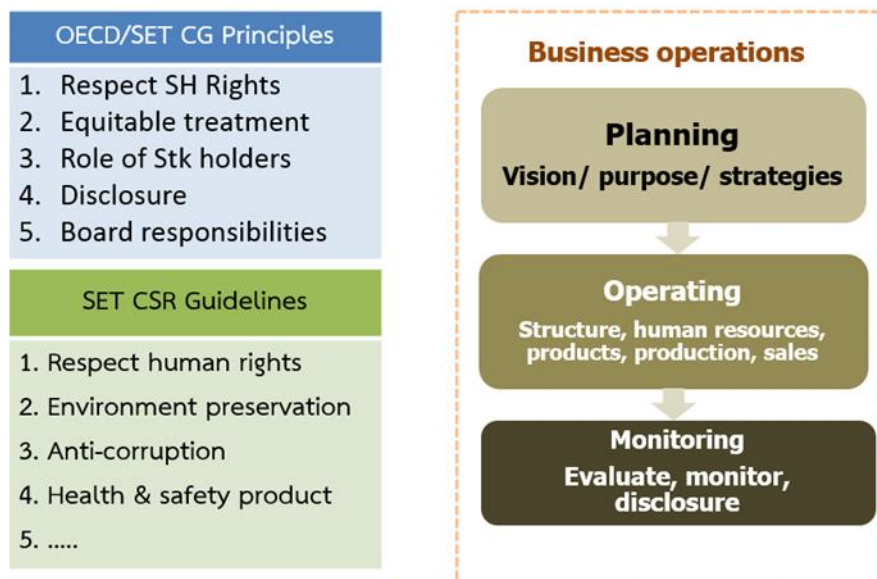 OECD/SET CG Principles
1. Respect SH Rights
2. Equitable treatment
3. Role of Stk holders
4. Disclosure
5. Board responsibilities
SET CSR Guidelines
1. Respect human rights
2. Environment preservation
3. Anti-corruption
4. Health & safety product
5. .....
Business operations
Planning
Vision/ purpose/ strategies
Operating
Structure, human resources,
products, production, sales
Monitoring
Evaluate, monitor,
disclosure